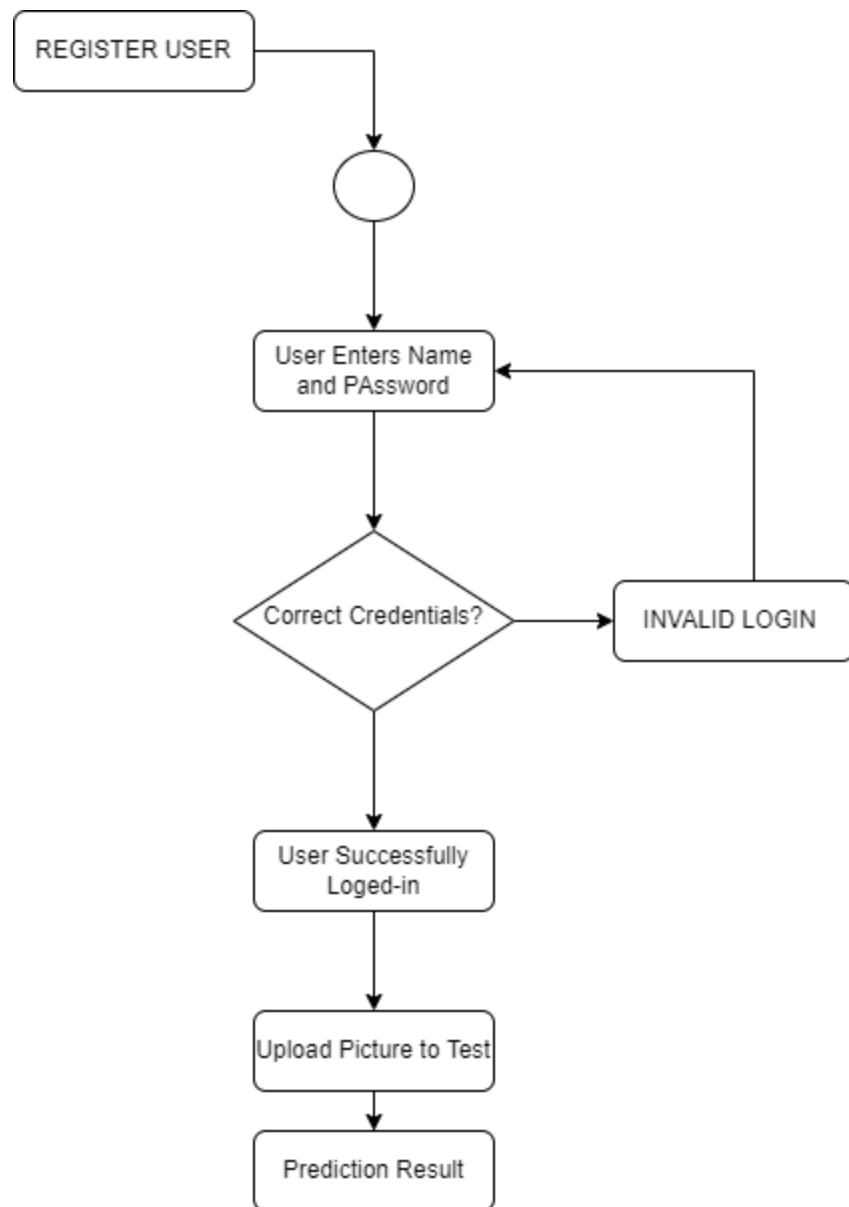 REGISTER USER
User Enters Name
and PAssword
Correct Credentials?
INVALID LOGIN
User Successfully
Loged-in
Upload Picture to Test
Prediction Result